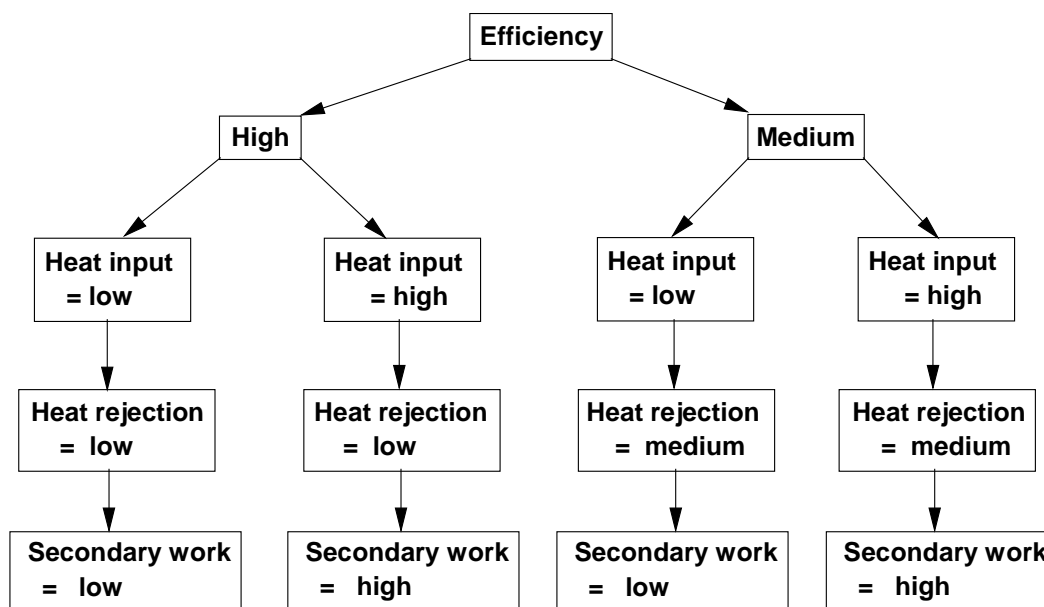 Efficiency
High
Medium
Heat input
= low
Heat input
= high
Heat input
= low
Heat input
= high
Heat rejection
= low
Heat rejection
= low
Heat rejection
= medium
Heat rejection
= medium
Secondary work
= low
Secondary work
= high
Secondary work
= low
Secondary work
= high